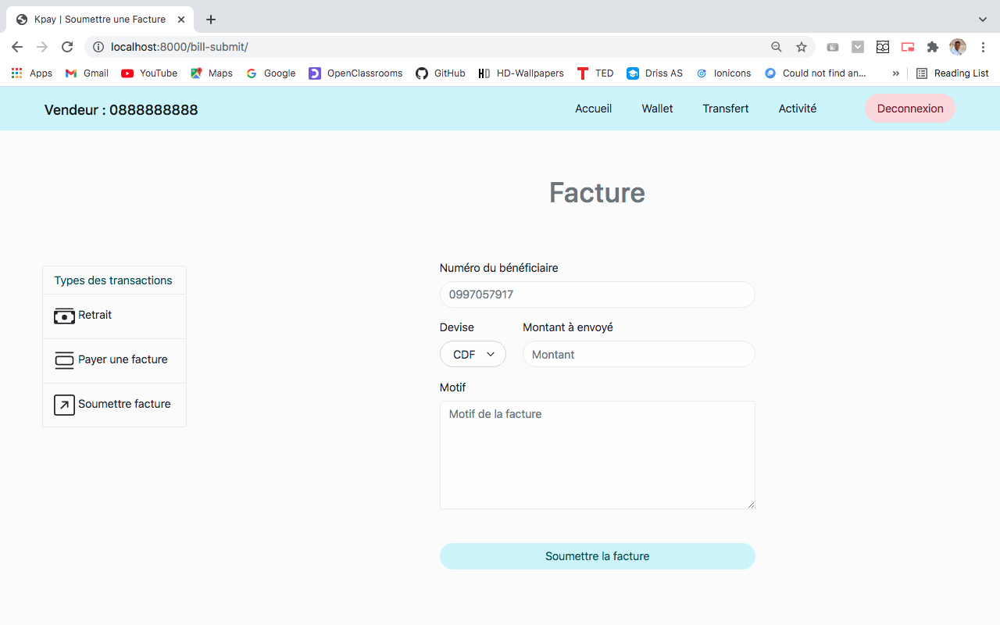 Kpay | Soumettre une Facture
localhost:8000/bill-submit/
Apps Gmail YouTube Maps Google OpenClassrooms GitHub HD-Wallpapers TED Driss AS Ionicons Could not find an... » Reading List
Vendeur : 0888888888 Accueil Wallet Transfert Activité Deconnexion
Facture
Types des transactions
Retrait
Payer une facture
Soumettre facture
Numéro du bénéficiaire
0997057917
Devise Montant à envoyé
CDF Montant
Motif
Motif de la facture
Soumettre la facture